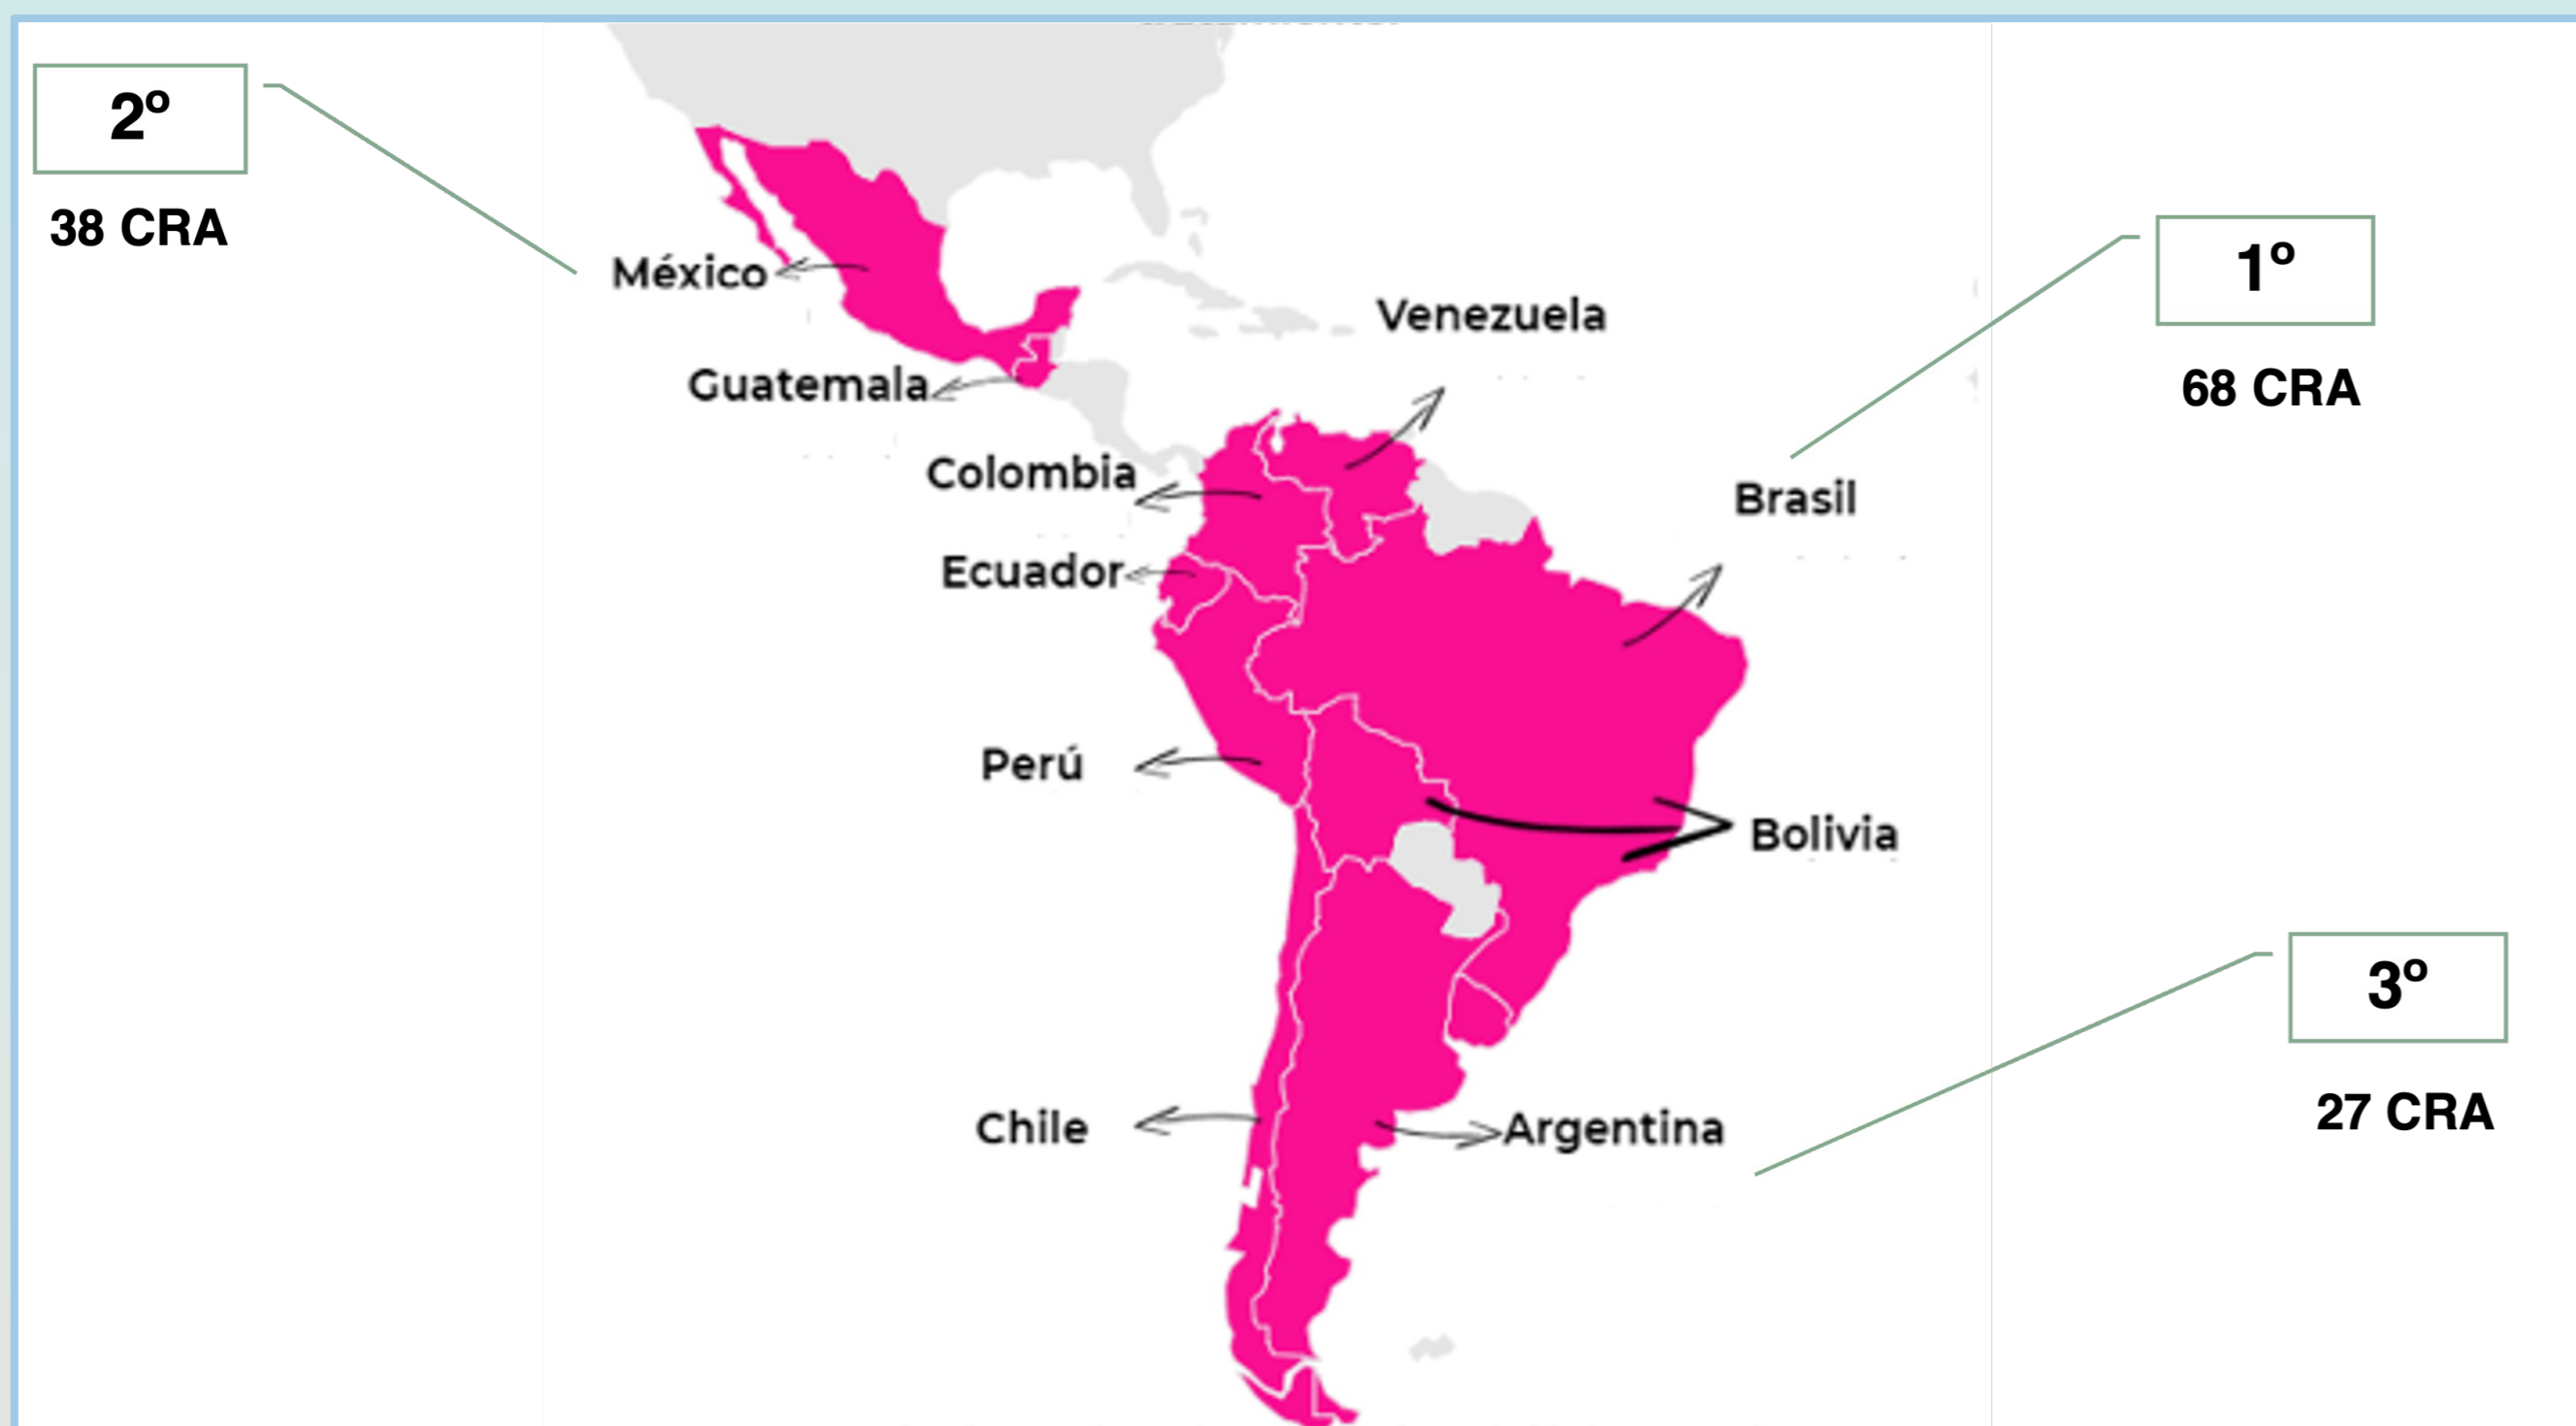 2º
38 CRA
México
Guatemala
Colombia
Ecuador
Perú
Chile
Venezuela
Brasil
Bolivia
Argentina
1º
68 CRA
3º
27 CRA